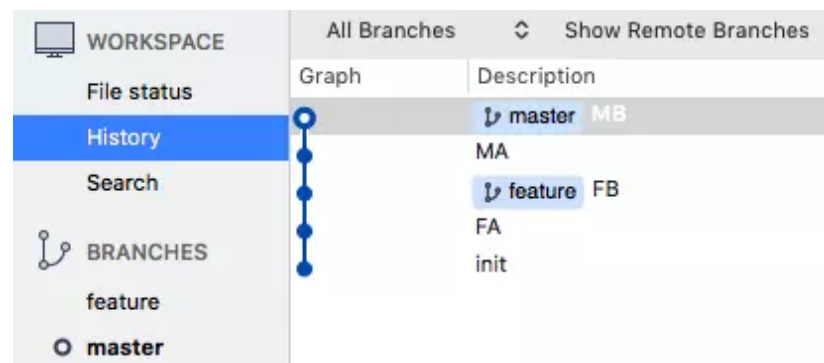 WORKSPACE
File status
History
Search
BRANCHES
feature
master
All Branches Show Remote Branches
Graph Description
master MB
MA
feature FB
FA
init